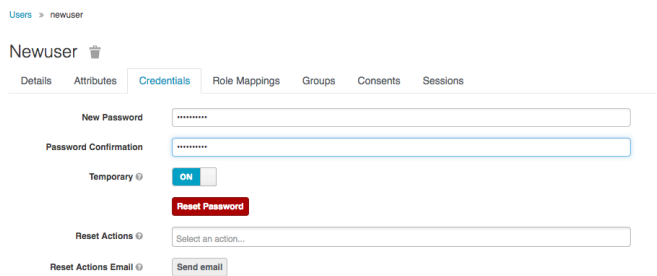 Users » newuser
Newuser
Details Attributes Credentials Role Mappings Groups Consents Sessions
New Password ••••••••••
Password Confirmation ••••••••••
Temporary ON
Reset Password
Reset Actions Select an action...
Reset Actions Email Send email